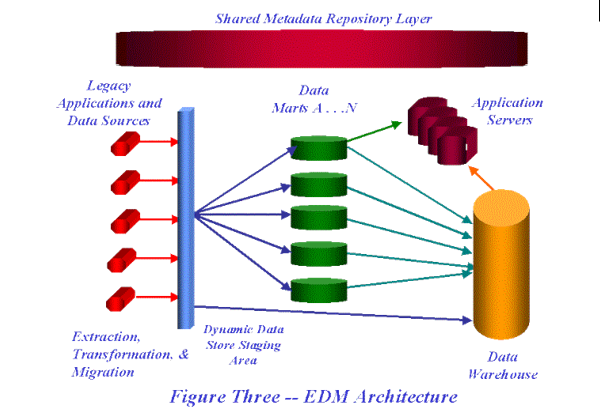 Shared Metadata Repository Layer
Legacy
Applications and
Data Sources
Data
Marts A . . .N
Application
Servers
Extraction,
Transformation, &
Migration
Dynamic Data
Store Staging
Area
Data
Warehouse
Figure Three -- EDM Architecture